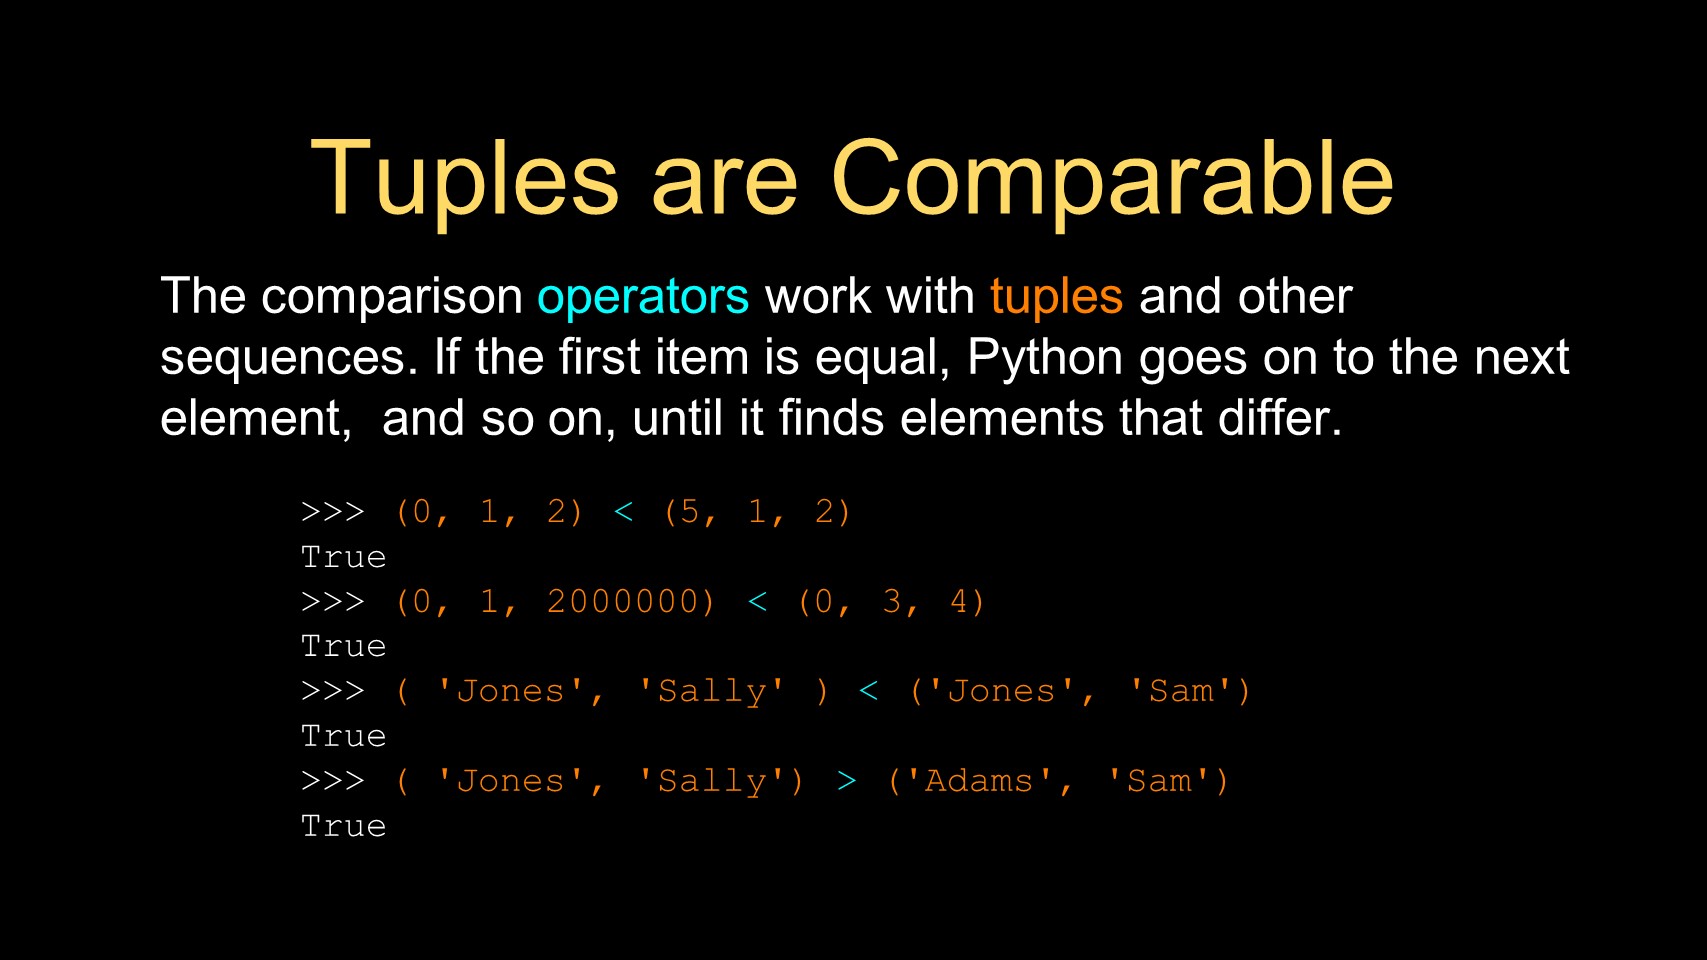 Tuples are Comparable
The comparison operators work with tuples and other
sequences. If the first item is equal, Python goes on to the next
element,  and so on, until it finds elements that differ.
>>> (0, 1, 2) < (5, 1, 2)
True
>>> (0, 1, 2000000) < (0, 3, 4)
True
>>> ( 'Jones', 'Sally' ) < ('Jones', 'Sam')
True
>>> ( 'Jones', 'Sally') > ('Adams', 'Sam')
True